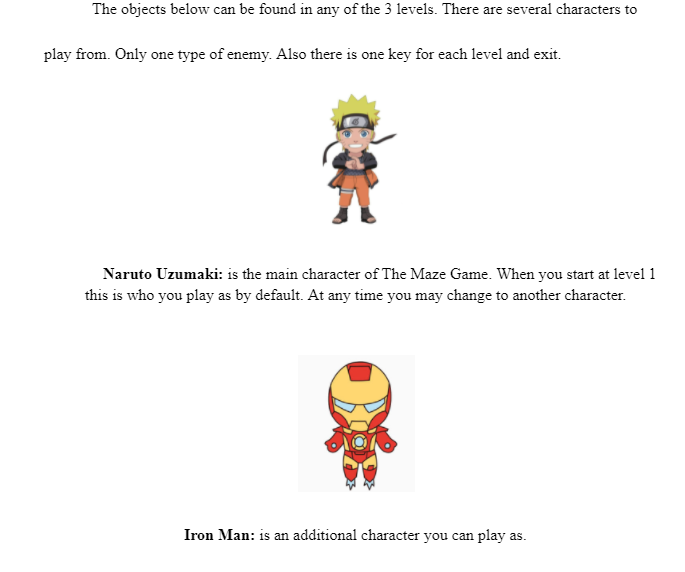 The objects below can be found in any of the 3 levels. There are several characters to
play from. Only one type of enemy. Also there is one key for each level and exit.
Naruto Uzumaki: is the main character of The Maze Game. When you start at level 1
this is who you play as by default. At any time you may change to another character.
Iron Man: is an additional character you can play as.